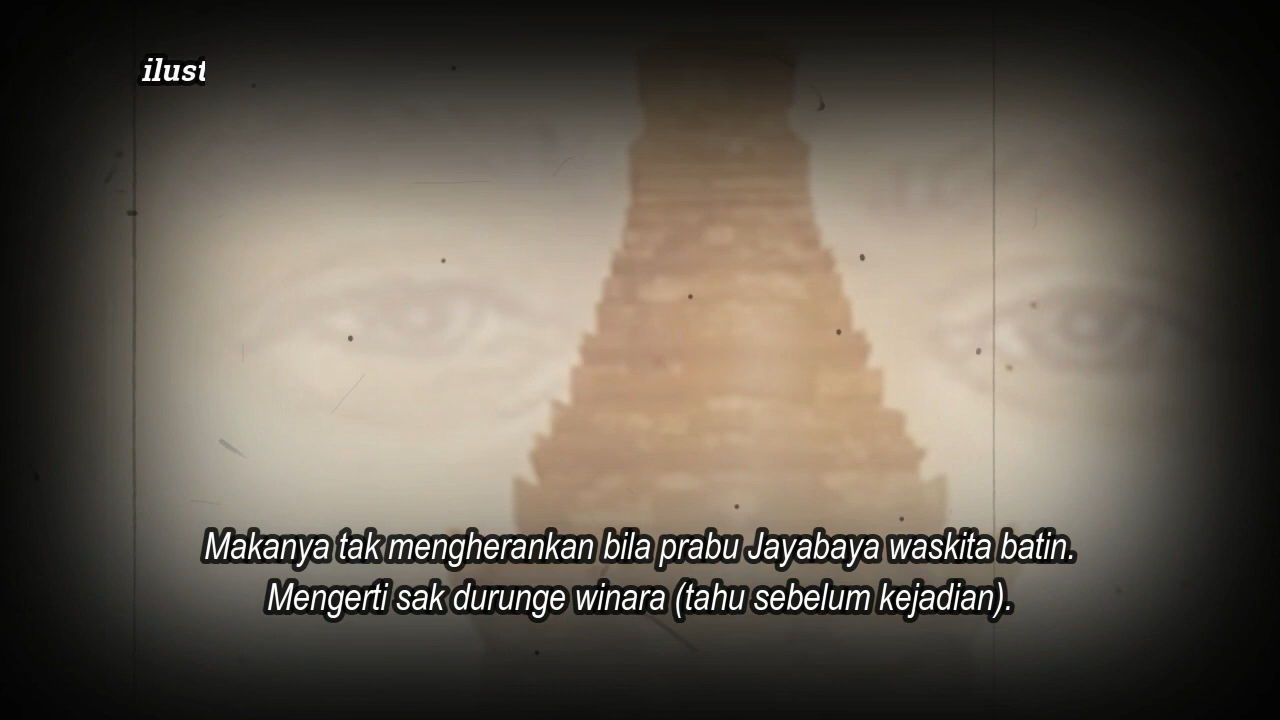 ilust
Makanya tak mengherankan bila prabu Jayabaya waskita batin.
Mengerti sak durunge winara (tahu sebelum kejadian).